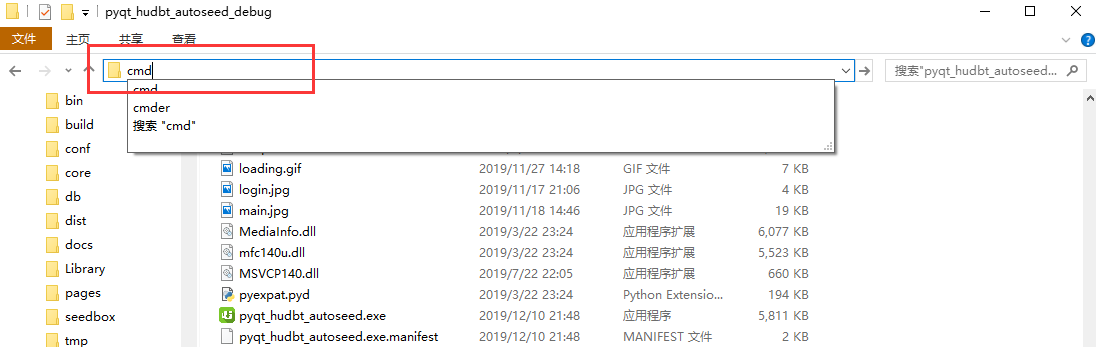 pyqt_hudbt_autoseed_debug
文件 主页 共享 查看
cmd
搜索"pyqt_hudbt_autoseed...
cmd
cmder
搜索 "cmd"
bin
build
conf
core
db
dist
docs
Library
pages
seedbox
tmp
loading.gif 2019/11/27 14:18 GIF 文件 7 KB
login.jpg 2019/11/17 21:06 JPG 文件 4 KB
main.jpg 2019/11/18 14:46 JPG 文件 19 KB
MediaInfo.dll 2019/3/22 23:24 应用程序扩展 6,077 KB
mfc140u.dll 2019/3/22 23:24 应用程序扩展 5,523 KB
MSVCP140.dll 2019/7/22 22:05 应用程序扩展 660 KB
pyexpat.pyd 2019/3/22 23:24 Python Extensio... 194 KB
pyqt_hudbt_autoseed.exe 2019/12/10 21:48 应用程序 5,811 KB
pyqt_hudbt_autoseed.exe.manifest 2019/12/10 21:48 MANIFEST 文件 2 KB